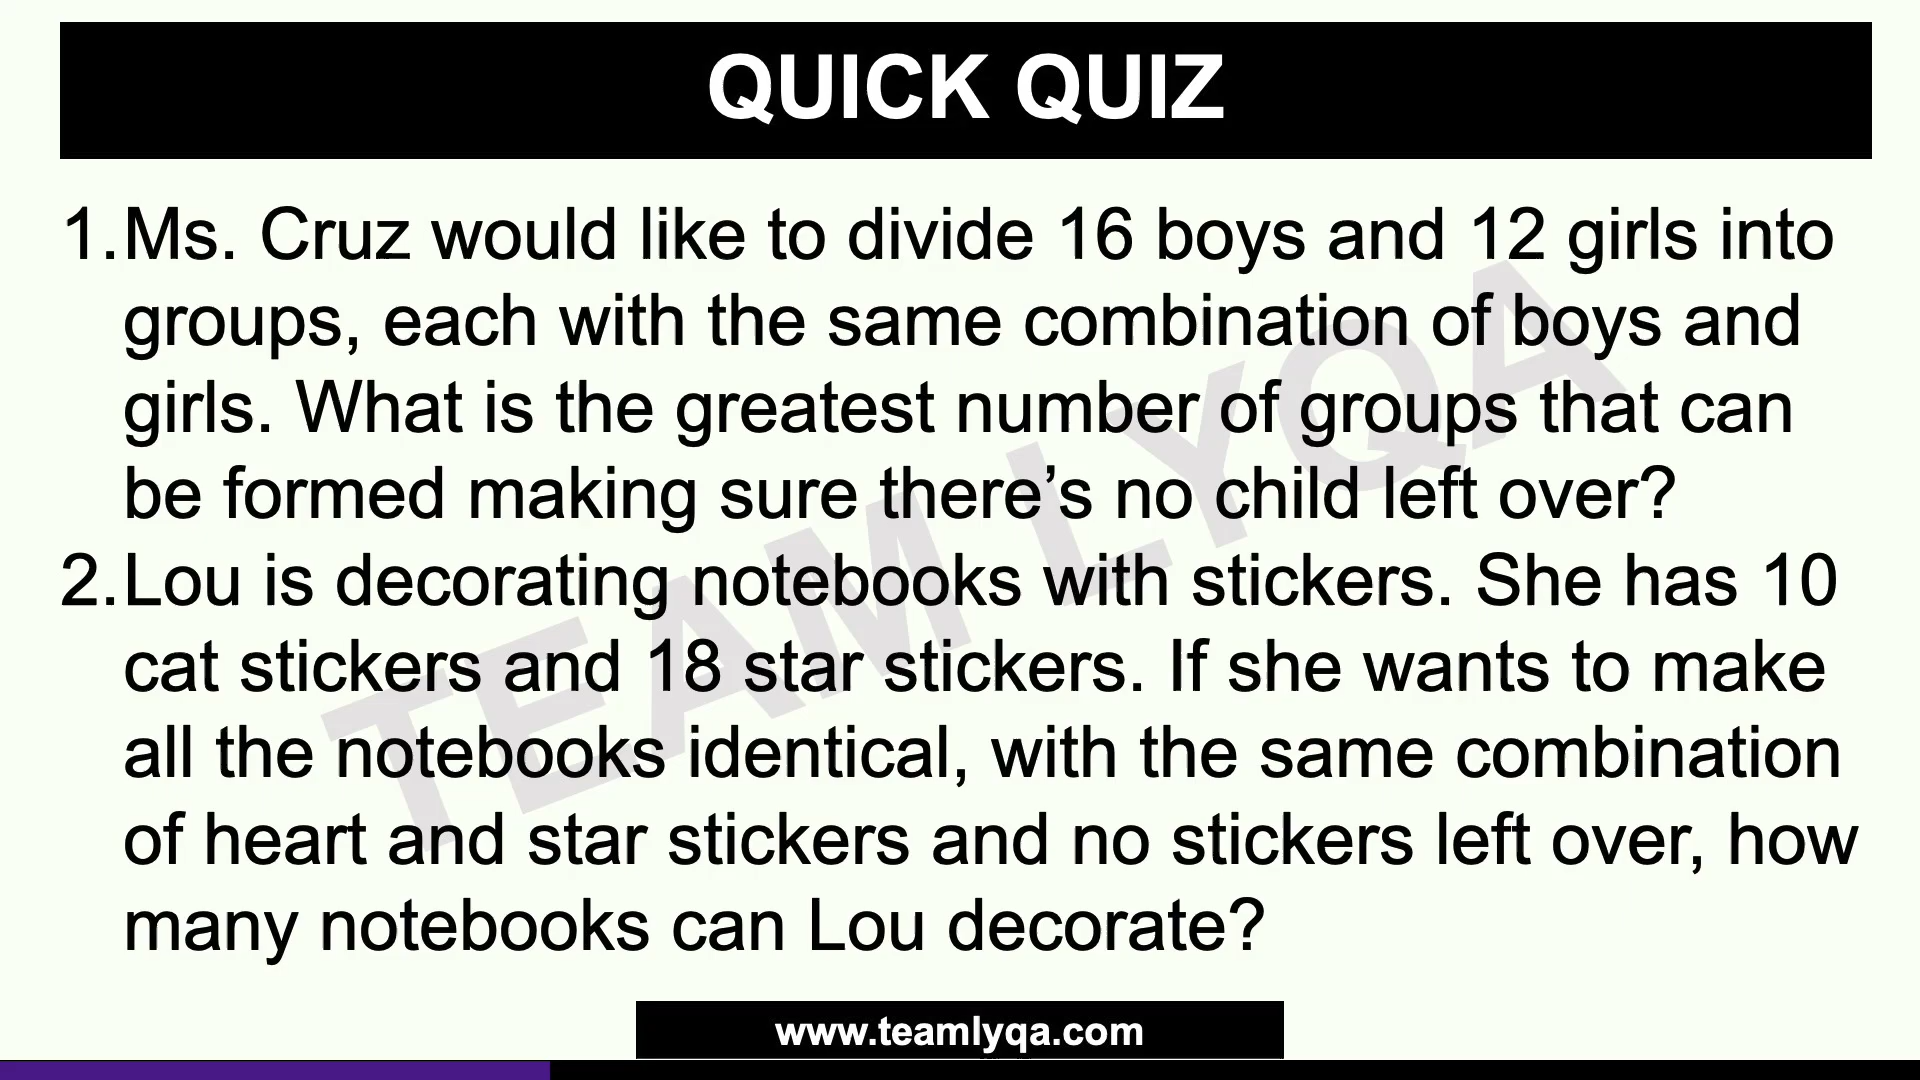 QUICK QUIZ
1.Ms. Cruz would like to divide 16 boys and 12 girls into
groups, each with the same combination of boys and
girls. What is the greatest number of groups that can
be formed making sure there’s no child left over?
2.Lou is decorating notebooks with stickers. She has 10
cat stickers and 18 star stickers. If she wants to make
all the notebooks identical, with the same combination
of heart and star stickers and no stickers left over, how
many notebooks can Lou decorate?
TEAM LYQA
www.teamlyqa.com